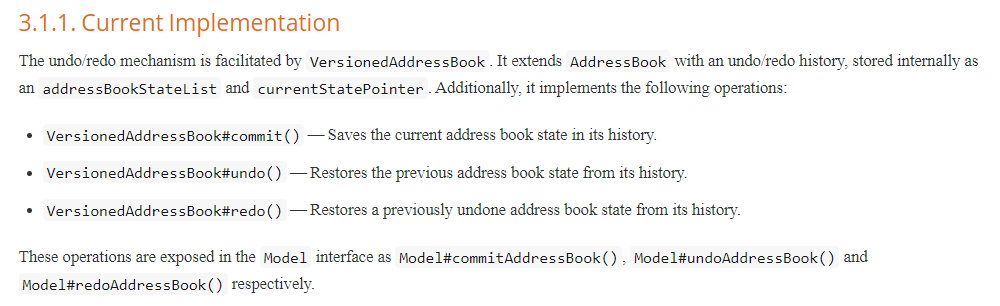 3.1.1. Current Implementation
The undo/redo mechanism is facilitated by VersionedAddressBook. It extends AddressBook with an undo/redo history, stored internally as
an addressBookStateList and currentStatePointer. Additionally, it implements the following operations:
• VersionedAddressBook#commit() — Saves the current address book state in its history.
• VersionedAddressBook#undo() — Restores the previous address book state from its history.
• VersionedAddressBook#redo() — Restores a previously undone address book state from its history.
These operations are exposed in the Model interface as Model#commitAddressBook(), Model#undoAddressBook() and
Model#redoAddressBook() respectively.